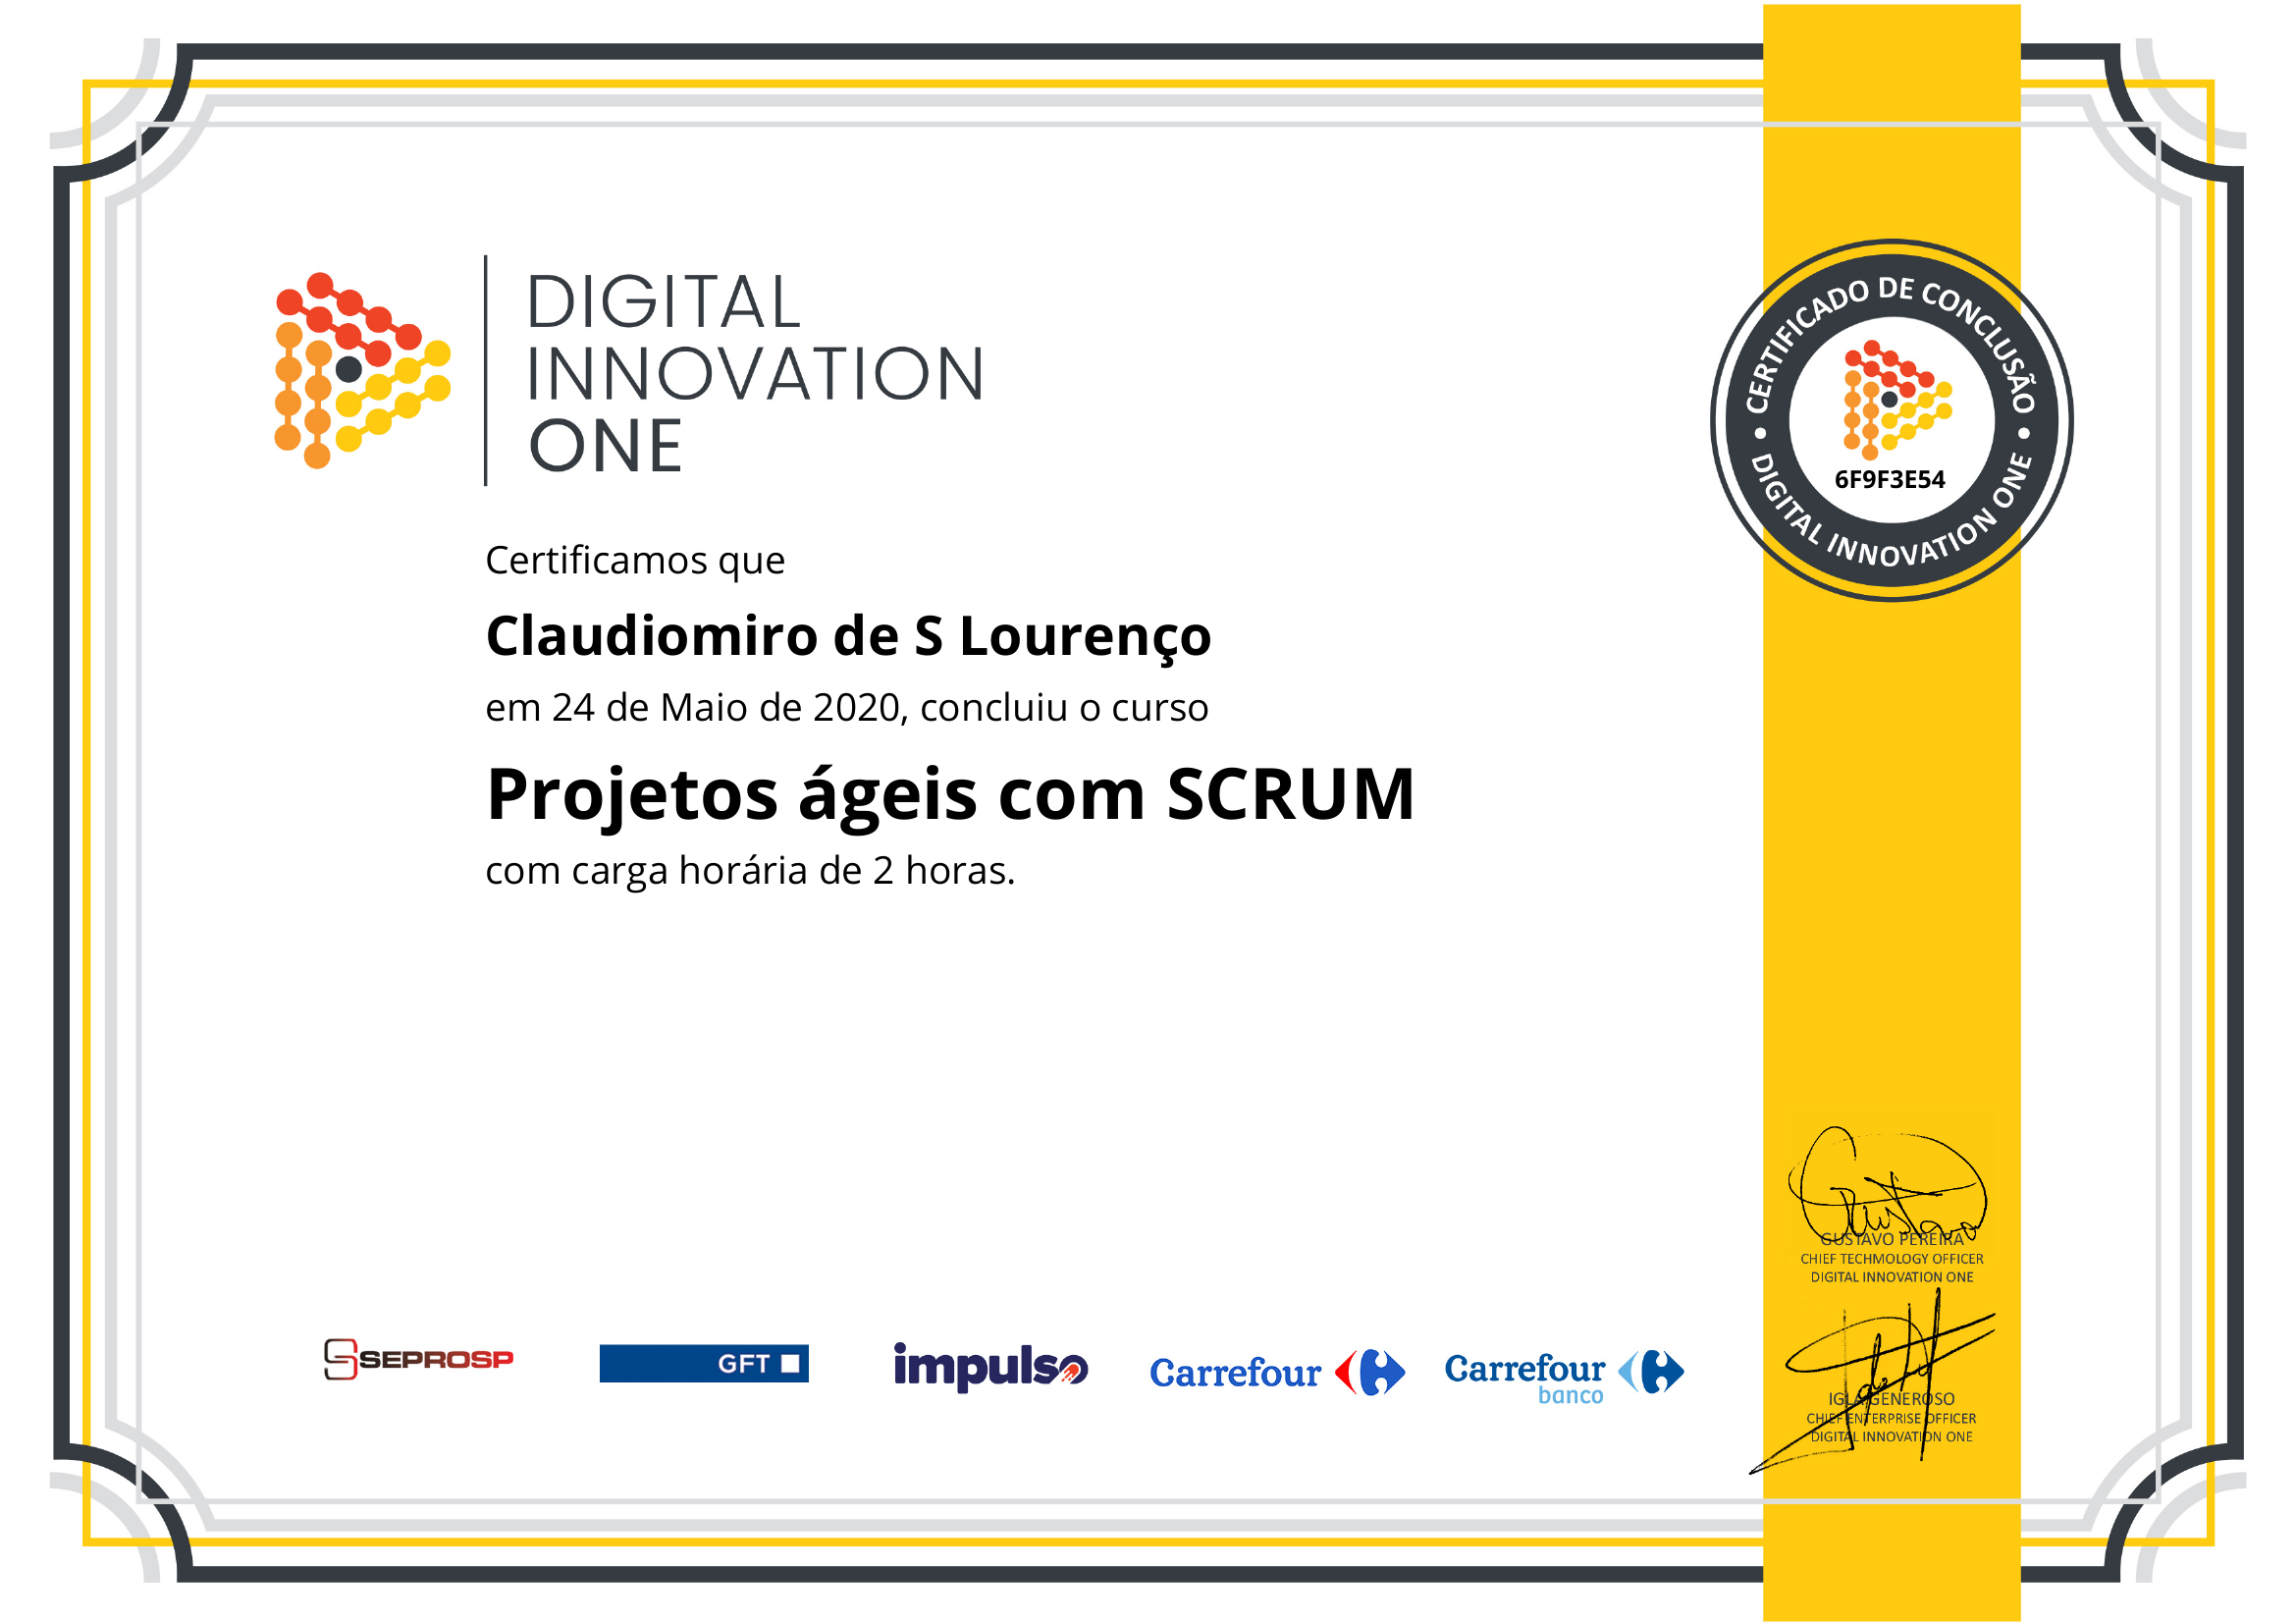 DIGITAL
INNOVATION
ONE
CERTIFICADO DE CONCLUSÃO
6F9F3E54
DIGITAL INNOVATION ONE
Certificamos que
Claudiomiro de S Lourenço
em 24 de Maio de 2020, concluiu o curso
Projetos ágeis com SCRUM
com carga horária de 2 horas.
Gustavo
GUSTAVO PEREIRA
CHIEF TECHMOLOGY OFFICER
DIGITAL INNOVATION ONE
IGLA GENEROSO
CHIEF ENTERPRISE OFFICER
DIGITAL INNOVATION ONE
SEPROSP
GFT
impulso
Carrefour
Carrefour
banco